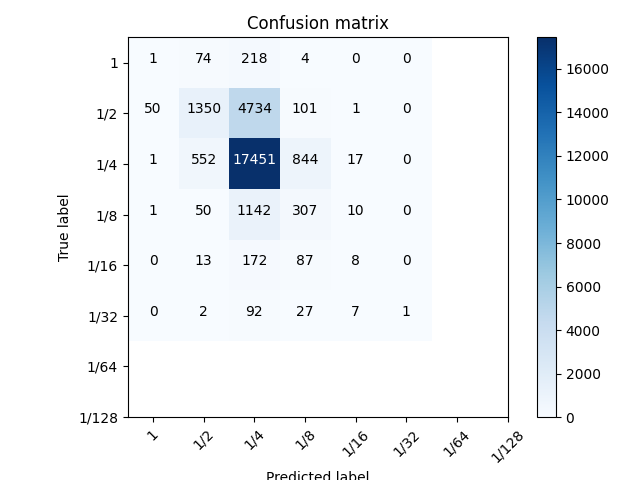 Confusion matrix
1 1 74 218 4 0 0
1/2 50 1350 4734 101 1 0
1/4 1 552 17451 844 17 0
1/8 1 50 1142 307 10 0
1/16 0 13 172 87 8 0
1/32 0 2 92 27 7 1
1/64
1/128
1 1/2 1/4 1/8 1/16 1/32 1/64 1/128
True label
Predicted label
16000
14000
12000
10000
8000
6000
4000
2000
0